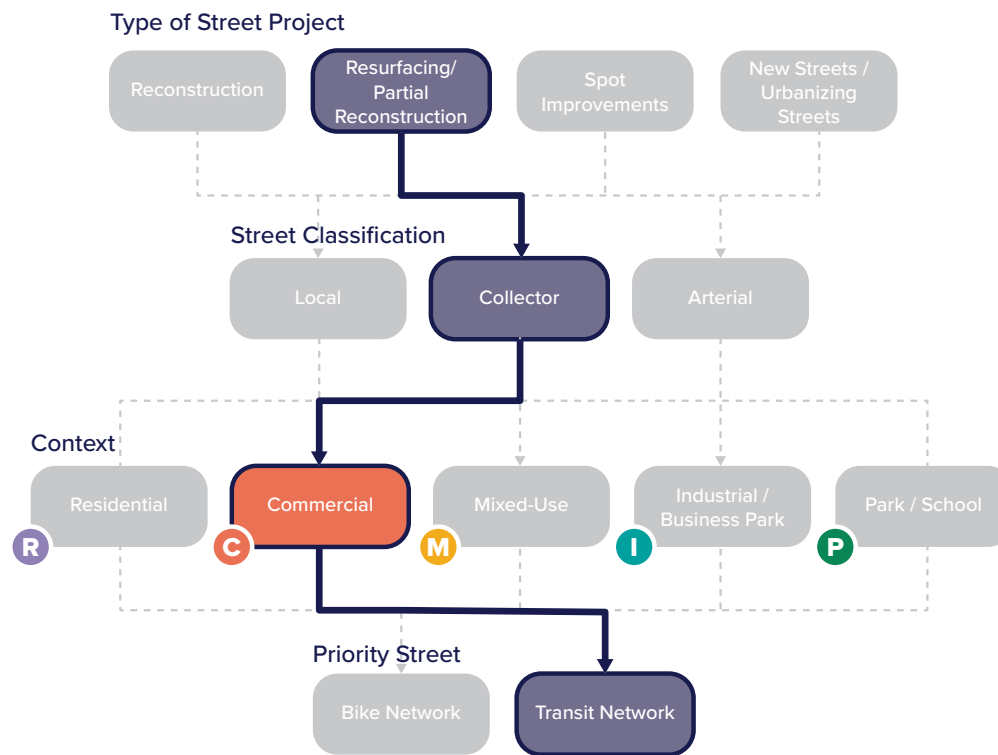 Type of Street Project
Reconstruction
Resurfacing/
Partial
Reconstruction
Spot
Improvements
New Streets /
Urbanizing
Streets
Street Classification
Local
Collector
Arterial
Context
Residential
Commercial
Mixed-Use
Industrial /
Business Park
Park / School
R
C
M
I
P
Priority Street
Bike Network
Transit Network